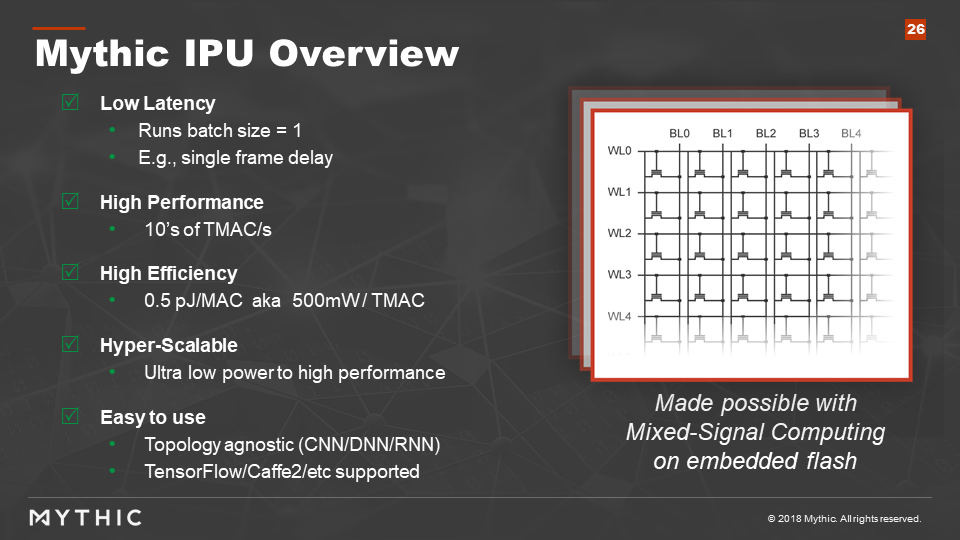 26
Mythic IPU Overview
Low Latency
Runs batch size = 1
E.g., single frame delay
High Performance
10's of TMAC/s
High Efficiency
0.5 pJ/MAC aka 500mW / TMAC
Hyper-Scalable
Ultra low power to high performance
Easy to use
Topology agnostic (CNN/DNN/RNN)
TensorFlow/Caffe2/etc supported
BL0 BL1 BL2 BL3 BL4
WL0
WL1
WL2
WL3
WL4
Made possible with
Mixed-Signal Computing
on embedded flash
MYTHIC
© 2018 Mythic. All rights reserved.